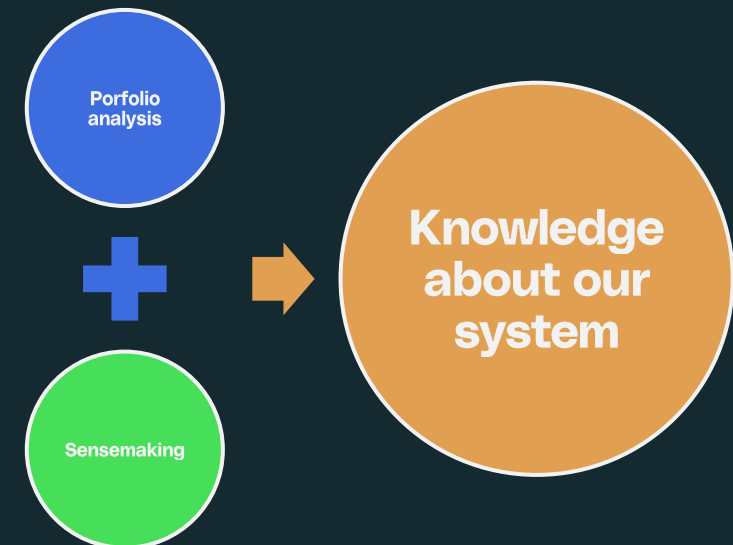 Porfolio
analysis
Sensemaking
Knowledge
about our
system